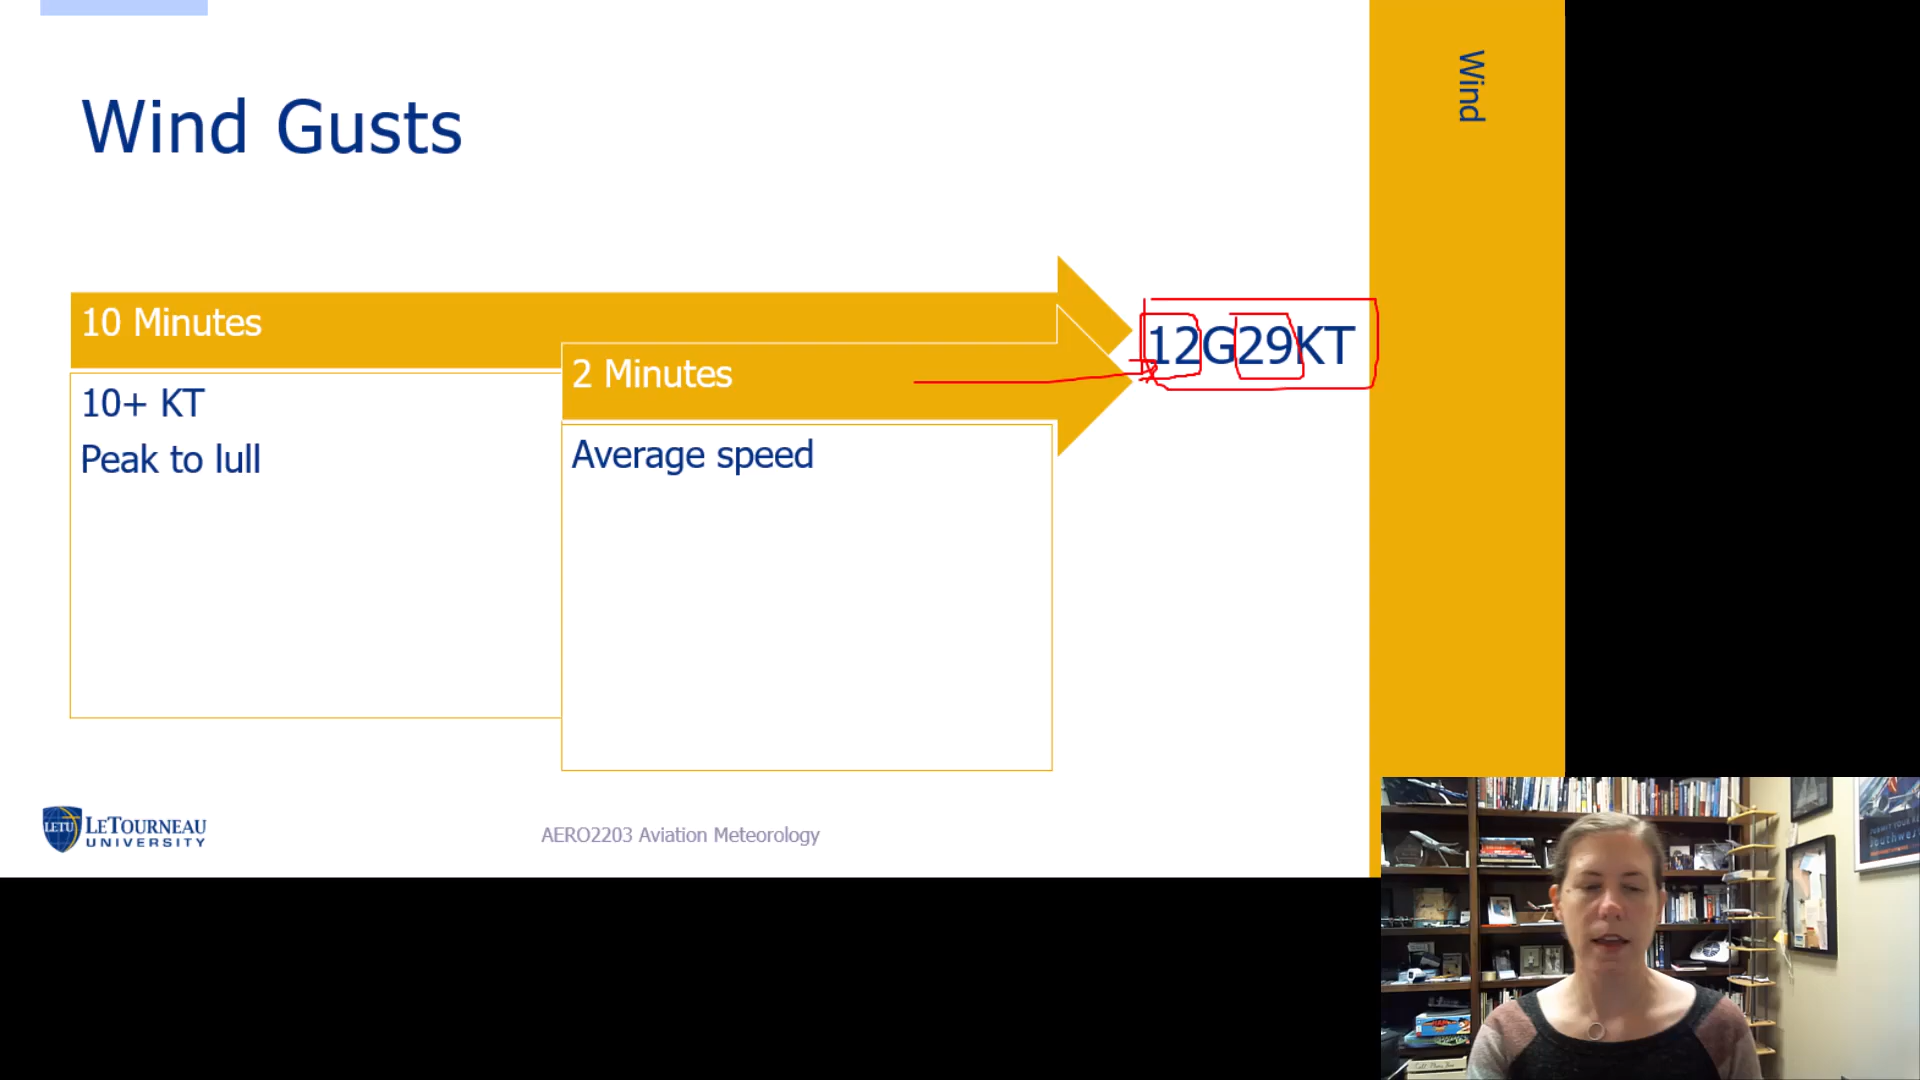 Wind Gusts
Wind
10 Minutes
10+ KT
Peak to lull
2 Minutes
Average speed
12G29KT
LETU
LETOURNEAU
UNIVERSITY
AERO2203 Aviation Meteorology